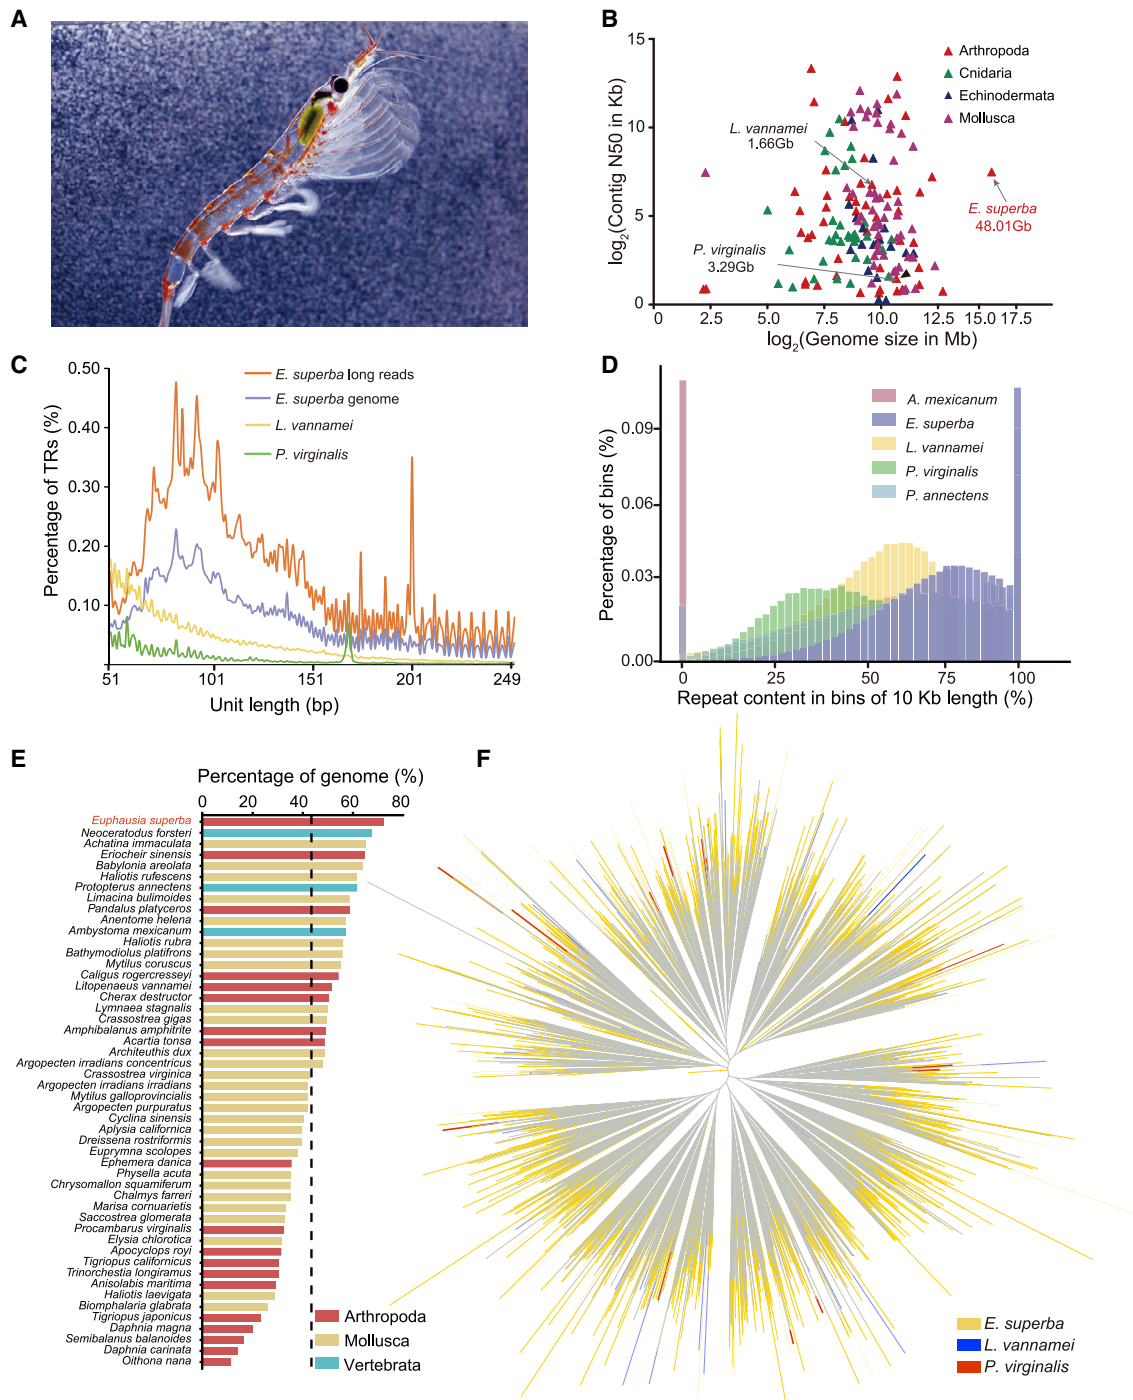 A
B
15
10
5
0
log2(Contig N50 in Kb)
Arthropoda
Cnidaria
Echinodermata
Mollusca
L. vannamei
1.66Gb
E. superba
48.01Gb
P. virginalis
3.29Gb
0
2.5
5.0
7.5
10.0
12.5
15.0
17.5
log2(Genome size in Mb)
C
0.50
0.40
0.30
0.20
0.10
Percentage of TRs (%)
E. superba long reads
E. superba genome
L. vannamei
P. virginalis
51
101
151
201
249
Unit length (bp)
D
0.09
0.06
0.03
0.00
Percentage of bins (%)
A. mexicanum
E. superba
L. vannamei
P. virginalis
P. annectens
0
25
50
75
100
Repeat content in bins of 10 Kb length (%)
E
Percentage of genome (%)
0
20
40
60
80
Euphausia superba
Neoceratodus forsteri
Achatina immaculata
Eriocheir sinensis
Babylonia areolata
Haliotis rufescens
Protopterus annectens
Limacina bulimoides
Pandalus platyceros
Anentome helena
Ambystoma mexicanum
Haliotis rubra
Bathymodiolus platifrons
Mytilus coruscus
Caligus rogercresseyi
Litopenaeus vannamei
Cherax destructor
Lymnaea stagnalis
Crassostrea gigas
Amphibalanus amphitrite
Acartia tonsa
Architeuthis dux
Argopecten irradians concentricus
Crassostrea virginica
Argopecten irradians irradians
Mytilus galloprovincialis
Argopecten purpuratus
Cyclina sinensis
Aplysia californica
Dreissena rostriformis
Euprymna scolopes
Ephemera danica
Physella acuta
Chrysomallon squamiferum
Chalmys farreri
Marisa cornuarietis
Saccostrea glomerata
Procambarus virginalis
Elysia chlorotica
Apocyclops royi
Tigriopus californicus
Trinorchestia longiramus
Anisolabis maritima
Haliotis laevigata
Biomphalaria glabrata
Tigriopus japonicus
Daphnia magna
Semibalanus balanoides
Daphnia carinata
Oithona nana
Arthropoda
Mollusca
Vertebrata
F
E. superba
L. vannamei
P. virginalis